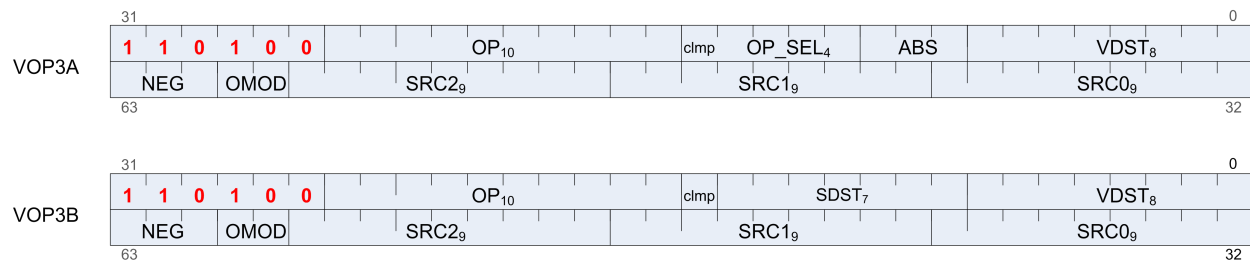 31 0
VOP3A
1 1 0 1 0 0 OP₁₀ clmp OP_SEL₄ ABS VDST₈
NEG OMOD SRC2₉ SRC1₉ SRC0₉
63 32
31 0
VOP3B
1 1 0 1 0 0 OP₁₀ clmp SDST₇ VDST₈
NEG OMOD SRC2₉ SRC1₉ SRC0₉
63 32